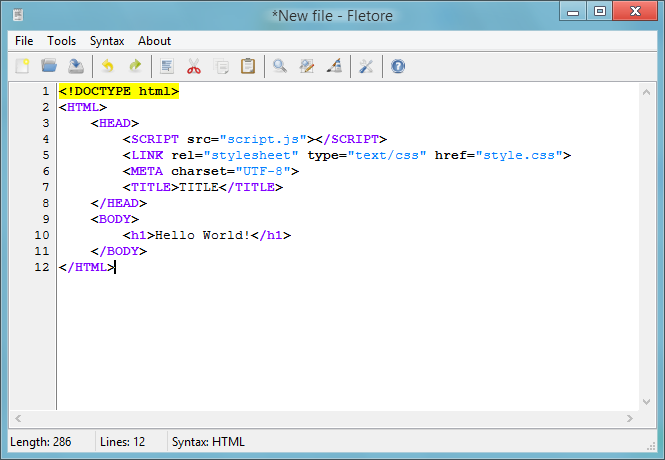 *New file - Fletore
File Tools Syntax About
1 <!DOCTYPE html>
2 <HTML>
3     <HEAD>
4         <SCRIPT src="script.js"></SCRIPT>
5         <LINK rel="stylesheet" type="text/css" href="style.css">
6         <META charset="UTF-8">
7         <TITLE>TITLE</TITLE>
8     </HEAD>
9     <BODY>
10         <h1>Hello World!</h1>
11     </BODY>
12 </HTML>
Length: 286 Lines: 12 Syntax: HTML